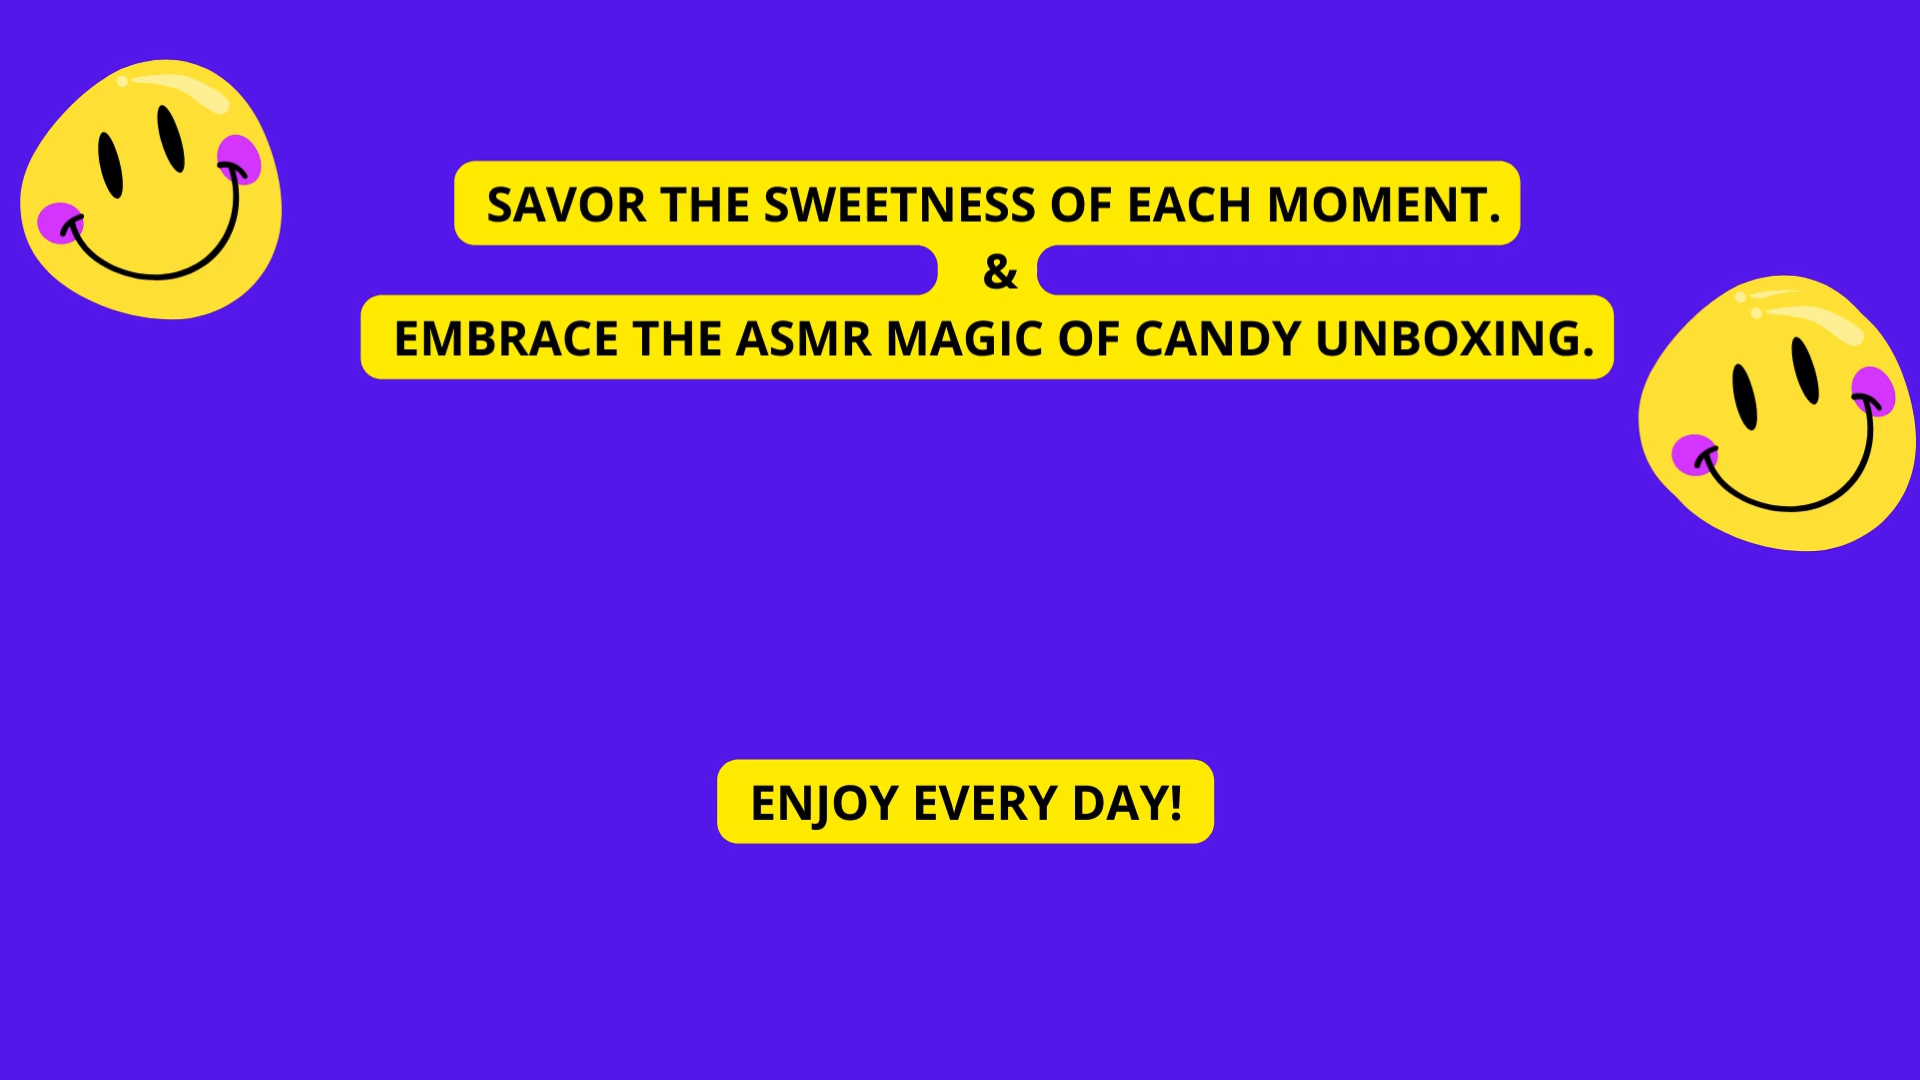 SAVOR THE SWEETNESS OF EACH MOMENT.
&
EMBRACE THE ASMR MAGIC OF CANDY UNBOXING.
ENJOY EVERY DAY!